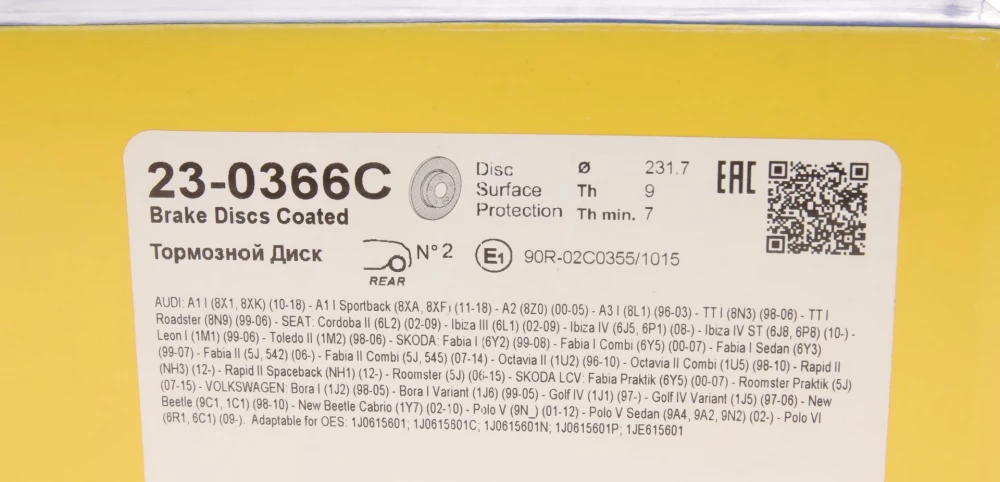 23-0366C
Brake Discs Coated
Тормозной Диск
Disc Ø 231.7
Surface Th 9
Protection Th min. 7
EAC
REAR
N° 2
E1 90R-02C0355/1015
AUDI: A1 I (8X1, 8XK) (10-18) - A1 I Sportback (8XA, 8XF) (11-18) - A2 (8Z0) (00-05) - A3 I (8L1) (96-03) - TT I (8N3) (98-06) - TT I
Roadster (8N9) (99-06) - SEAT: Cordoba II (6L2) (02-09) - Ibiza III (6L1) (02-09) - Ibiza IV (6J5, 6P1) (08-) - Ibiza IV ST (6J8, 6P8) (10-) -
Leon I (1M1) (99-06) - Toledo II (1M2) (98-06) - SKODA: Fabia I (6Y2) (99-08) - Fabia I Combi (6Y5) (00-07) - Fabia I Sedan (6Y3)
(99-07) - Fabia II (5J, 542) (06-) - Fabia II Combi (5J, 545) (07-14) - Octavia II (1U2) (96-10) - Octavia II Combi (1U5) (98-10) - Rapid II
(NH3) (12-) - Rapid II Spaceback (NH1) (12-) - Roomster (5J) (06-15) - SKODA LCV: Fabia Praktik (6Y5) (00-07) - Roomster Praktik (5J)
(07-15) - VOLKSWAGEN: Bora I (1J2) (98-05) - Bora I Variant (1J6) (99-05) - Golf IV (1J1) (97-) - Golf IV Variant (1J5) (97-06) - New
Beetle (9C1, 1C1) (98-10) - New Beetle Cabrio (1Y7) (02-10) - Polo V (9N_) (01-12) - Polo V Sedan (9A4, 9A2, 9N2) (02-) - Polo VI
(6R1, 6C1) (09-). Adaptable for OES: 1J0615601; 1J0615601C; 1J0615601N; 1J0615601P; 1JE615601